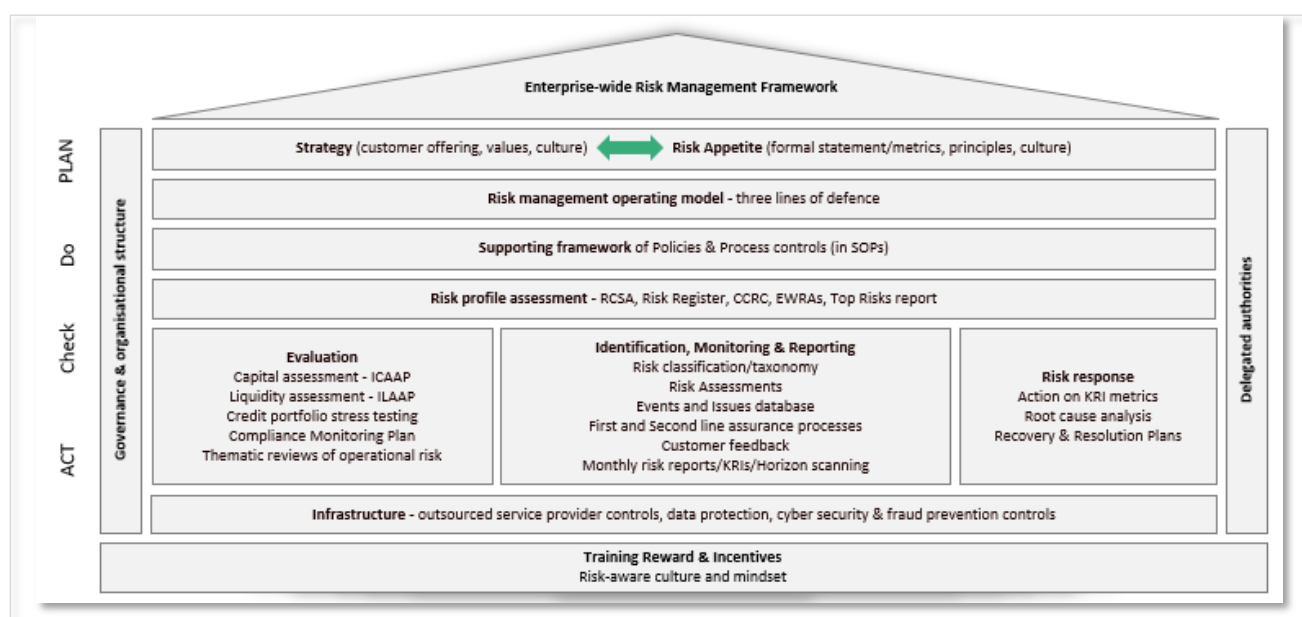 Enterprise-wide Risk Management Framework
PLAN
Do
Check
ACT
Governance & organisational structure
Strategy (customer offering, values, culture)
Risk Appetite (formal statement/metrics, principles, culture)
Risk management operating model - three lines of defence
Supporting framework of Policies & Process controls (in SOPs)
Risk profile assessment - RCSA, Risk Register, CCRC, EWRAs, Top Risks report
Evaluation
Capital assessment - ICAAP
Liquidity assessment - ILAAP
Credit portfolio stress testing
Compliance Monitoring Plan
Thematic reviews of operational risk
Identification, Monitoring & Reporting
Risk classification/taxonomy
Risk Assessments
Events and Issues database
First and Second line assurance processes
Customer feedback
Monthly risk reports/KRIs/Horizon scanning
Risk response
Action on KRI metrics
Root cause analysis
Recovery & Resolution Plans
Delegated authorities
Infrastructure - outsourced service provider controls, data protection, cyber security & fraud prevention controls
Training Reward & Incentives
Risk-aware culture and mindset